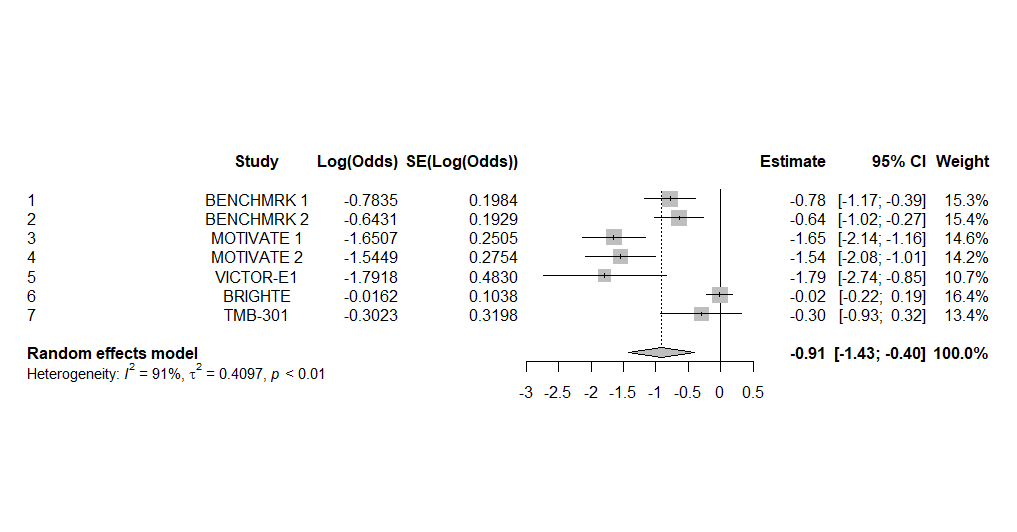 Study Log(Odds) SE(Log(Odds)) Estimate 95% CI Weight
1 BENCHMRK 1 -0.7835 0.1984 -0.78 [-1.17; -0.39] 15.3%
2 BENCHMRK 2 -0.6431 0.1929 -0.64 [-1.02; -0.27] 15.4%
3 MOTIVATE 1 -1.6507 0.2505 -1.65 [-2.14; -1.16] 14.6%
4 MOTIVATE 2 -1.5449 0.2754 -1.54 [-2.08; -1.01] 14.2%
5 VICTOR-E1 -1.7918 0.4830 -1.79 [-2.74; -0.85] 10.7%
6 BRIGHTE -0.0162 0.1038 -0.02 [-0.22; 0.19] 16.4%
7 TMB-301 -0.3023 0.3198 -0.30 [-0.93; 0.32] 13.4%
Random effects model -0.91 [-1.43; -0.40] 100.0%
Heterogeneity: I² = 91%, τ² = 0.4097, p < 0.01
-3 -2.5 -2 -1.5 -1 -0.5 0 0.5